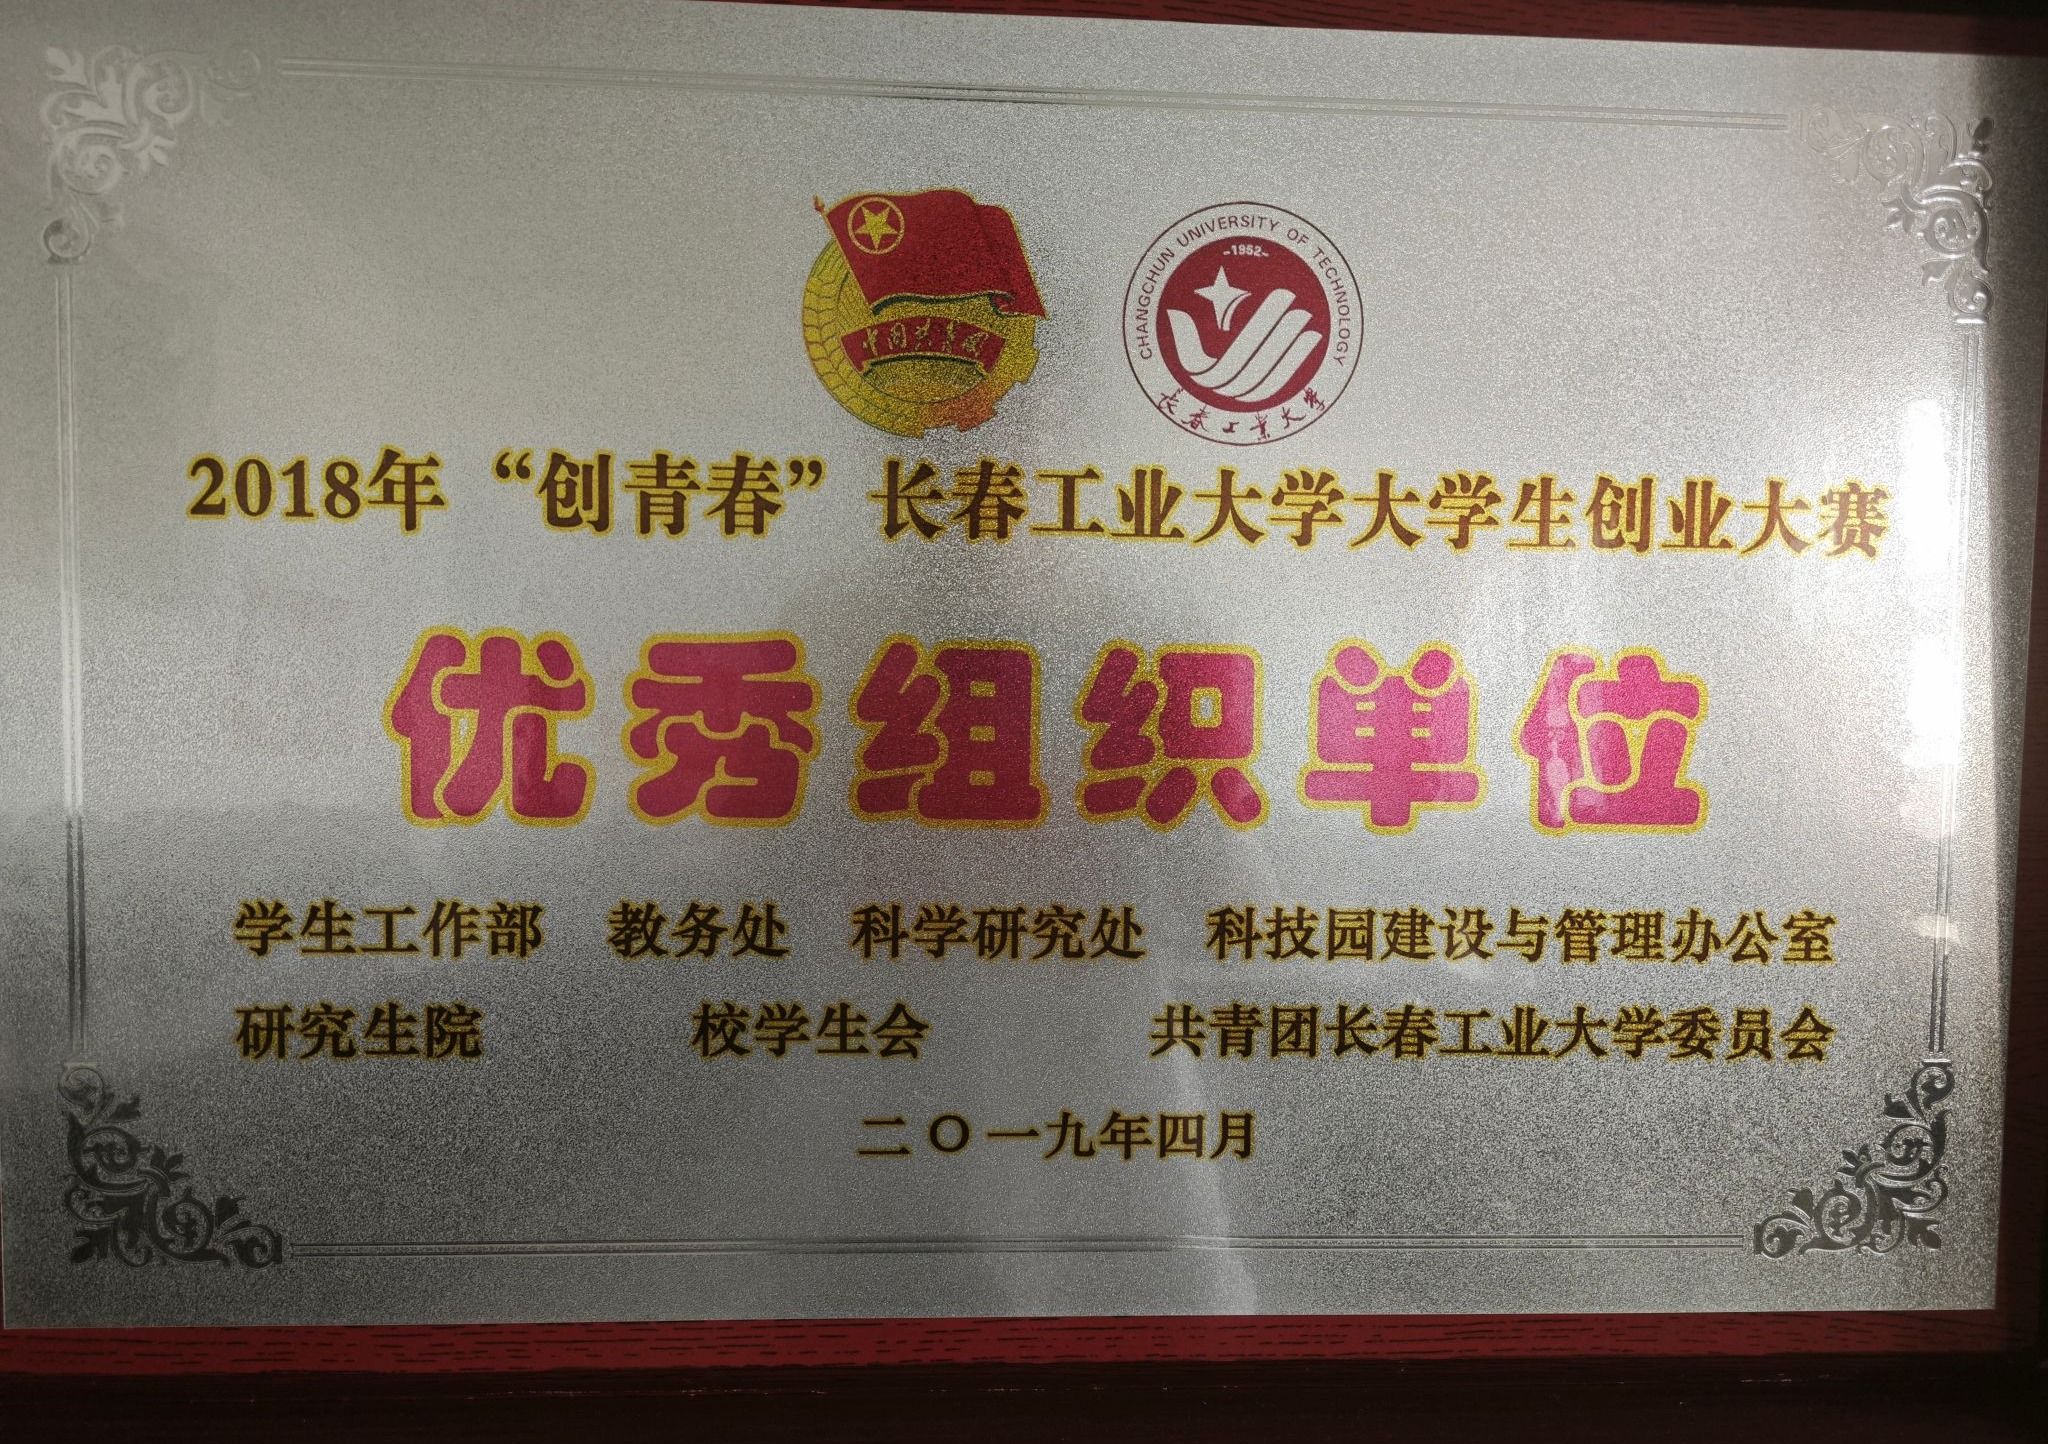 中国共青团
CHANGCHUN UNIVERSITY OF TECHNOLOGY
-1952-
长春工业大学
2018年“创青春”长春工业大学大学生创业大赛
优秀组织单位
学生工作部 教务处 科学研究处 科技园建设与管理办公室
研究生院 校学生会 共青团长春工业大学委员会
二〇一九年四月